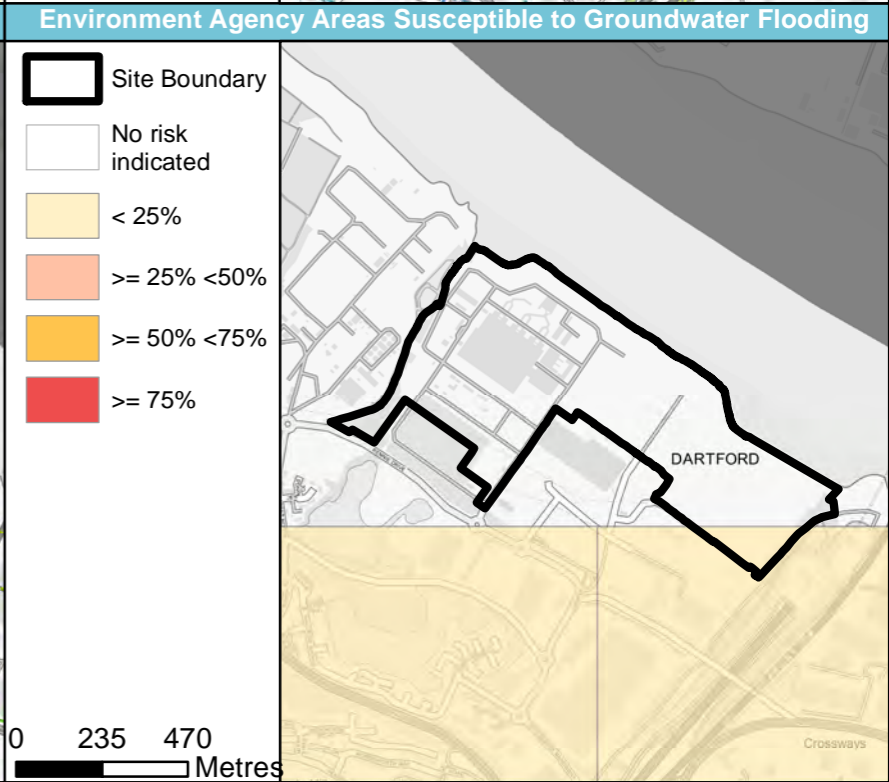 Environment Agency Areas Susceptible to Groundwater Flooding
Site Boundary
No risk
indicated
< 25%
>= 25% <50%
>= 50% <75%
>= 75%
DARTFORD
Crossways
0 235 470
Metres